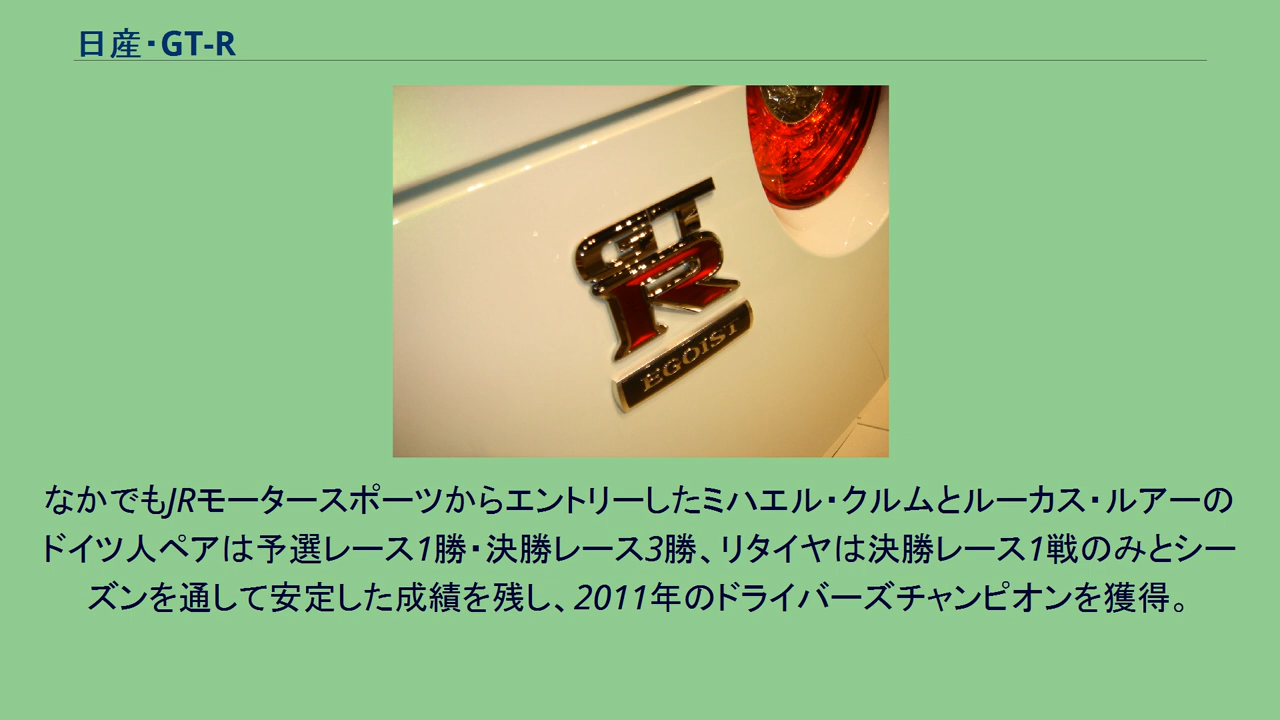 日産・GT-R
GT
R
EGOIST
なかでもJRモータースポーツからエントリーしたミハエル・クルムとルーカス・ルアーの
ドイツ人ペアは予選レース1勝・決勝レース3勝、リタイヤは決勝レース1戦のみとシー
ズンを通して安定した成績を残し、2011年のドライバーズチャンピオンを獲得。